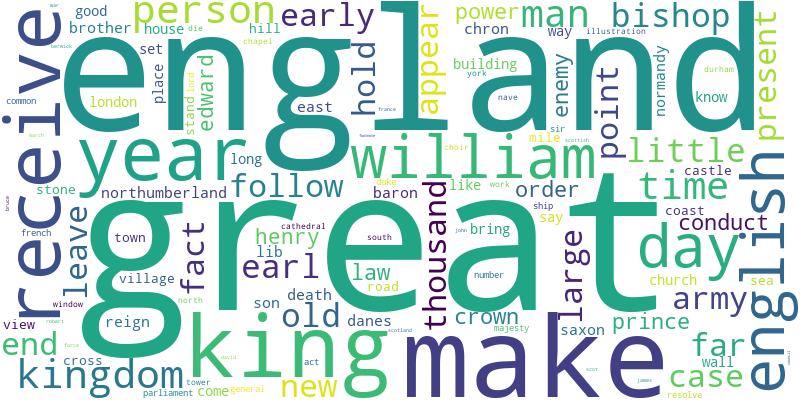 england
great
make
king
year
william
english
receive
kingdom
day
man
person
bishop
time
earl
old
army
early
power
appear
hold
point
present
little
follow
order
conduct
case
far
prince
crown
large
thousand
fact
leave
end
new
henry
law
edward
enemy
normandy
building
chron
way
illustration
know
york
durham
good
brother
house
hill
die
set
place
stand
lord
east
france
nave
sir
mile
common
london
march
stone
long
northumberland
baron
duke
like
work
choir
say
castle
coast
scottish
chapel
french
bruce
town
village
cathedral
south
lib
road
bring
john
ship
church
sea
son
death
danes
number
majesty
saxon
wall
window
north
reign
view
robert
cross
force
david
act
scotland
tower
parliament
come
general
scot
james
resolve
war
berwick